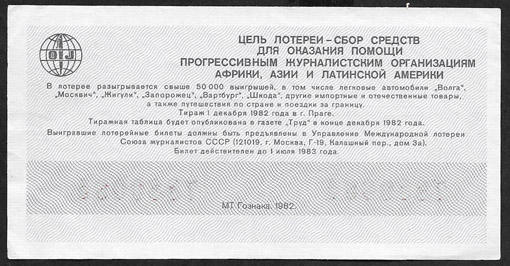 OIJ
ЦЕЛЬ ЛОТЕРЕИ–СБОР СРЕДСТВ
ДЛЯ ОКАЗАНИЯ ПОМОЩИ
ПРОГРЕССИВНЫМ ЖУРНАЛИСТСКИМ ОРГАНИЗАЦИЯМ
АФРИКИ, АЗИИ И ЛАТИНСКОЙ АМЕРИКИ
В лотерее разыгрывается свыше 50 000 выигрышей, в том числе легковые автомобили „Волга",
„Москвич", „Жигули", „Запорожец", „Вартбург", „Шкода", другие импортные и отечественные товары,
а также путешествия по стране и поездки за границу.
Тираж 1 декабря 1982 года в г. Праге.
Тиражная таблица будет опубликована в газете „Труд" в конце декабря 1982 года.
Выигравшие лотерейные билеты должны быть предъявлены в Управление Международной лотереи
Союза журналистов СССР (121019, г. Москва, Г-19, Калашный пер., дом 3а).
Билет действителен до 1 июля 1983 года.
МТ Гознака. 1982.